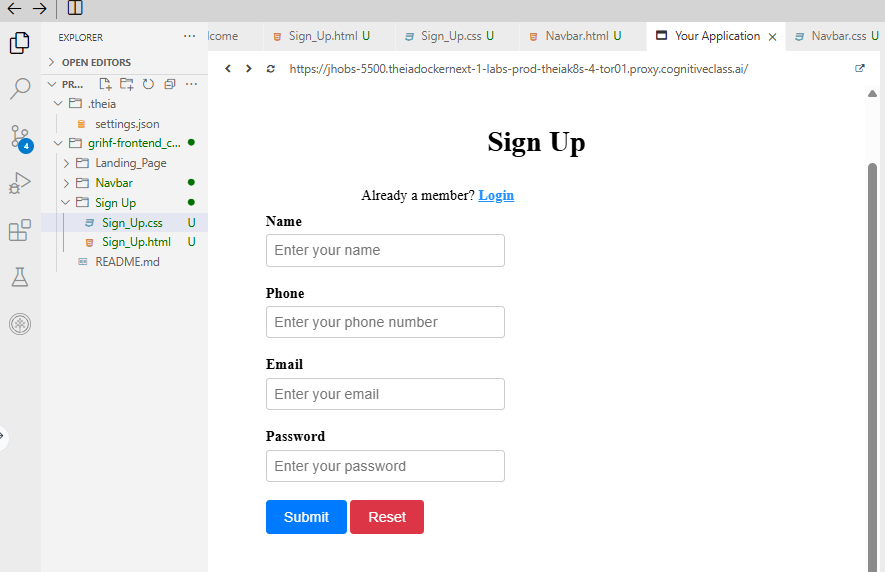 lcome
Sign_Up.html U
Sign_Up.css U
Navbar.html U
Your Application
Navbar.css U
EXPLORER
OPEN EDITORS
PR...
.theia
settings.json
grihf-frontend_c...
Landing_Page
Navbar
Sign Up
Sign_Up.css U
Sign_Up.html U
README.md
4
https://jhobs-5500.theiadockernext-1-labs-prod-theiak8s-4-tor01.proxy.cognitiveclass.ai/
Sign Up
Already a member? Login
Name
Enter your name
Phone
Enter your phone number
Email
Enter your email
Password
Enter your password
Submit Reset